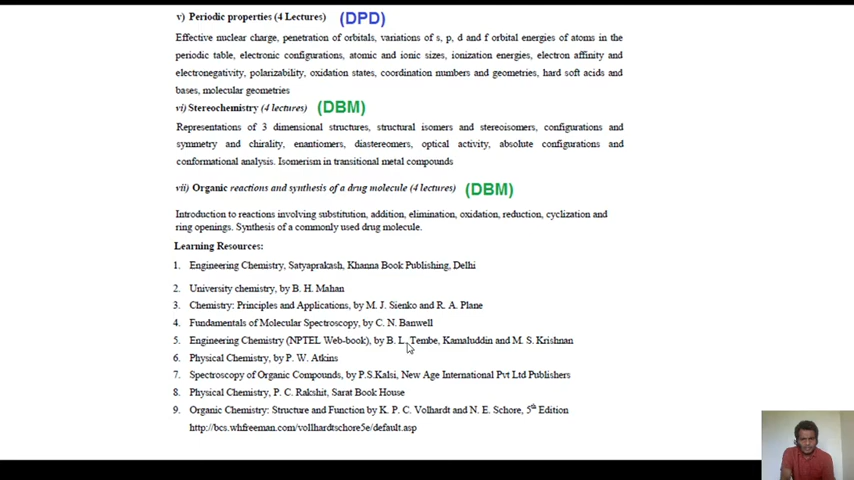 v) Periodic properties (4 Lectures) (DPD)
Effective nuclear charge, penetration of orbitals, variations of s, p, d and f orbital energies of atoms in the
periodic table, electronic configurations, atomic and ionic sizes, ionization energies, electron affinity and
electronegativity, polarizability, oxidation states, coordination numbers and geometries, hard soft acids and
bases, molecular geometries
vi) Stereochemistry (4 lectures) (DBM)
Representations of 3 dimensional structures, structural isomers and stereoisomers, configurations and
symmetry and chirality, enantiomers, diastereomers, optical activity, absolute configurations and
conformational analysis. Isomerism in transitional metal compounds
vii) Organic reactions and synthesis of a drug molecule (4 lectures) (DBM)
Introduction to reactions involving substitution, addition, elimination, oxidation, reduction, cyclization and
ring openings. Synthesis of a commonly used drug molecule.
Learning Resources:
1. Engineering Chemistry, Satyaprakash, Khanna Book Publishing, Delhi
2. University chemistry, by B. H. Mahan
3. Chemistry: Principles and Applications, by M. J. Sienko and R. A. Plane
4. Fundamentals of Molecular Spectroscopy, by C. N. Banwell
5. Engineering Chemistry (NPTEL Web-book), by B. L. Tembe, Kamaluddin and M. S. Krishnan
6. Physical Chemistry, by P. W. Atkins
7. Spectroscopy of Organic Compounds, by P.S.Kalsi, New Age International Pvt Ltd Publishers
8. Physical Chemistry, P. C. Rakshit, Sarat Book House
9. Organic Chemistry: Structure and Function by K. P. C. Volhardt and N. E. Schore, 5th Edition
http://bcs.whfreeman.com/vollhardtschore5e/default.asp